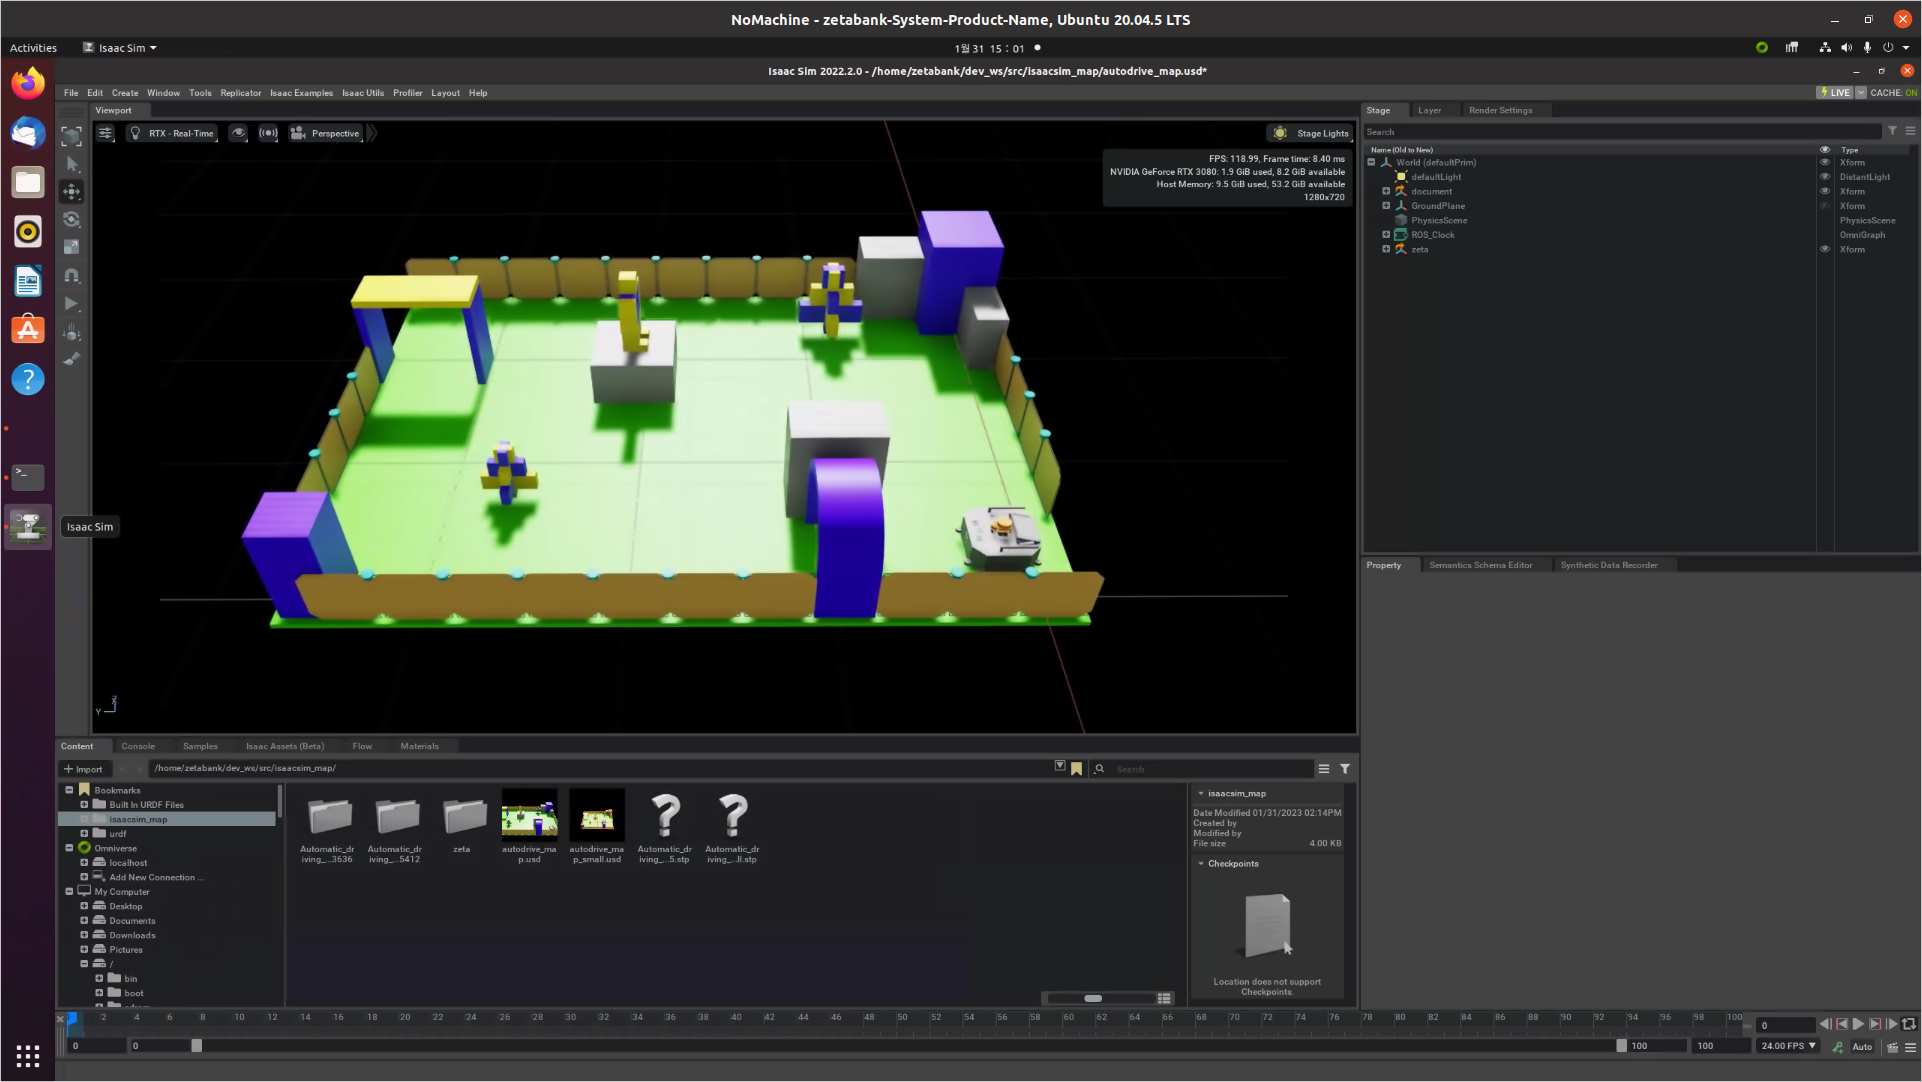 NoMachine - zetabank-System-Product-Name, Ubuntu 20.04.5 LTS
Activities
Isaac Sim
1월 31 15 : 01
Isaac Sim 2022.2.0 - /home/zetabank/dev_ws/src/isaacsim_map/autodrive_map.usd*
File Edit Create Window Tools Replicator Isaac Examples Isaac Utils Profiler Layout Help
LIVE
CACHE: ON
Viewport
RTX - Real-Time
Perspective
Stage Lights
FPS: 118.99, Frame time: 8.40 ms
NVIDIA GeForce RTX 3080: 1.9 GiB used, 8.2 GiB available
Host Memory: 9.5 GiB used, 53.2 GiB available
1280x720
Isaac Sim
Y
Stage Layer Render Settings
Search
Name (Old to New) Type
World (defaultPrim) Xform
defaultLight DistantLight
document Xform
GroundPlane Xform
PhysicsScene PhysicsScene
ROS_Clock OmniGraph
zeta Xform
Property Semantics Schema Editor Synthetic Data Recorder
Content Console Samples Isaac Assets (Beta) Flow Materials
Import
/home/zetabank/dev_ws/src/isaacsim_map/
Search
Bookmarks
Built In URDF Files
isaacsim_map
urdf
Omniverse
localhost
Add New Connection ...
My Computer
Desktop
Documents
Downloads
Pictures
/
bin
boot
Automatic_dr
iving_...3636
Automatic_dr
iving_...5412
zeta
autodrive_ma
p.usd
autodrive_ma
p_small.usd
Automatic_dr
iving_...5.stp
Automatic_dr
iving_...ll.stp
isaacsim_map
Date Modified 01/31/2023 02:14PM
Created by
Modified by
File size 4.00 KB
Checkpoints
Location does not support
Checkpoints.
2 4 6 8 10 12 14 16 18 20 22 24 26 28 30 32 34 36 38 40 42 44 46 48 50 52 54 56 58 60 62 64 66 68 70 72 74 76 78 80 82 84 86 88 90 92 94 96 98 100
0
0 0 100 100
24.00 FPS
Auto